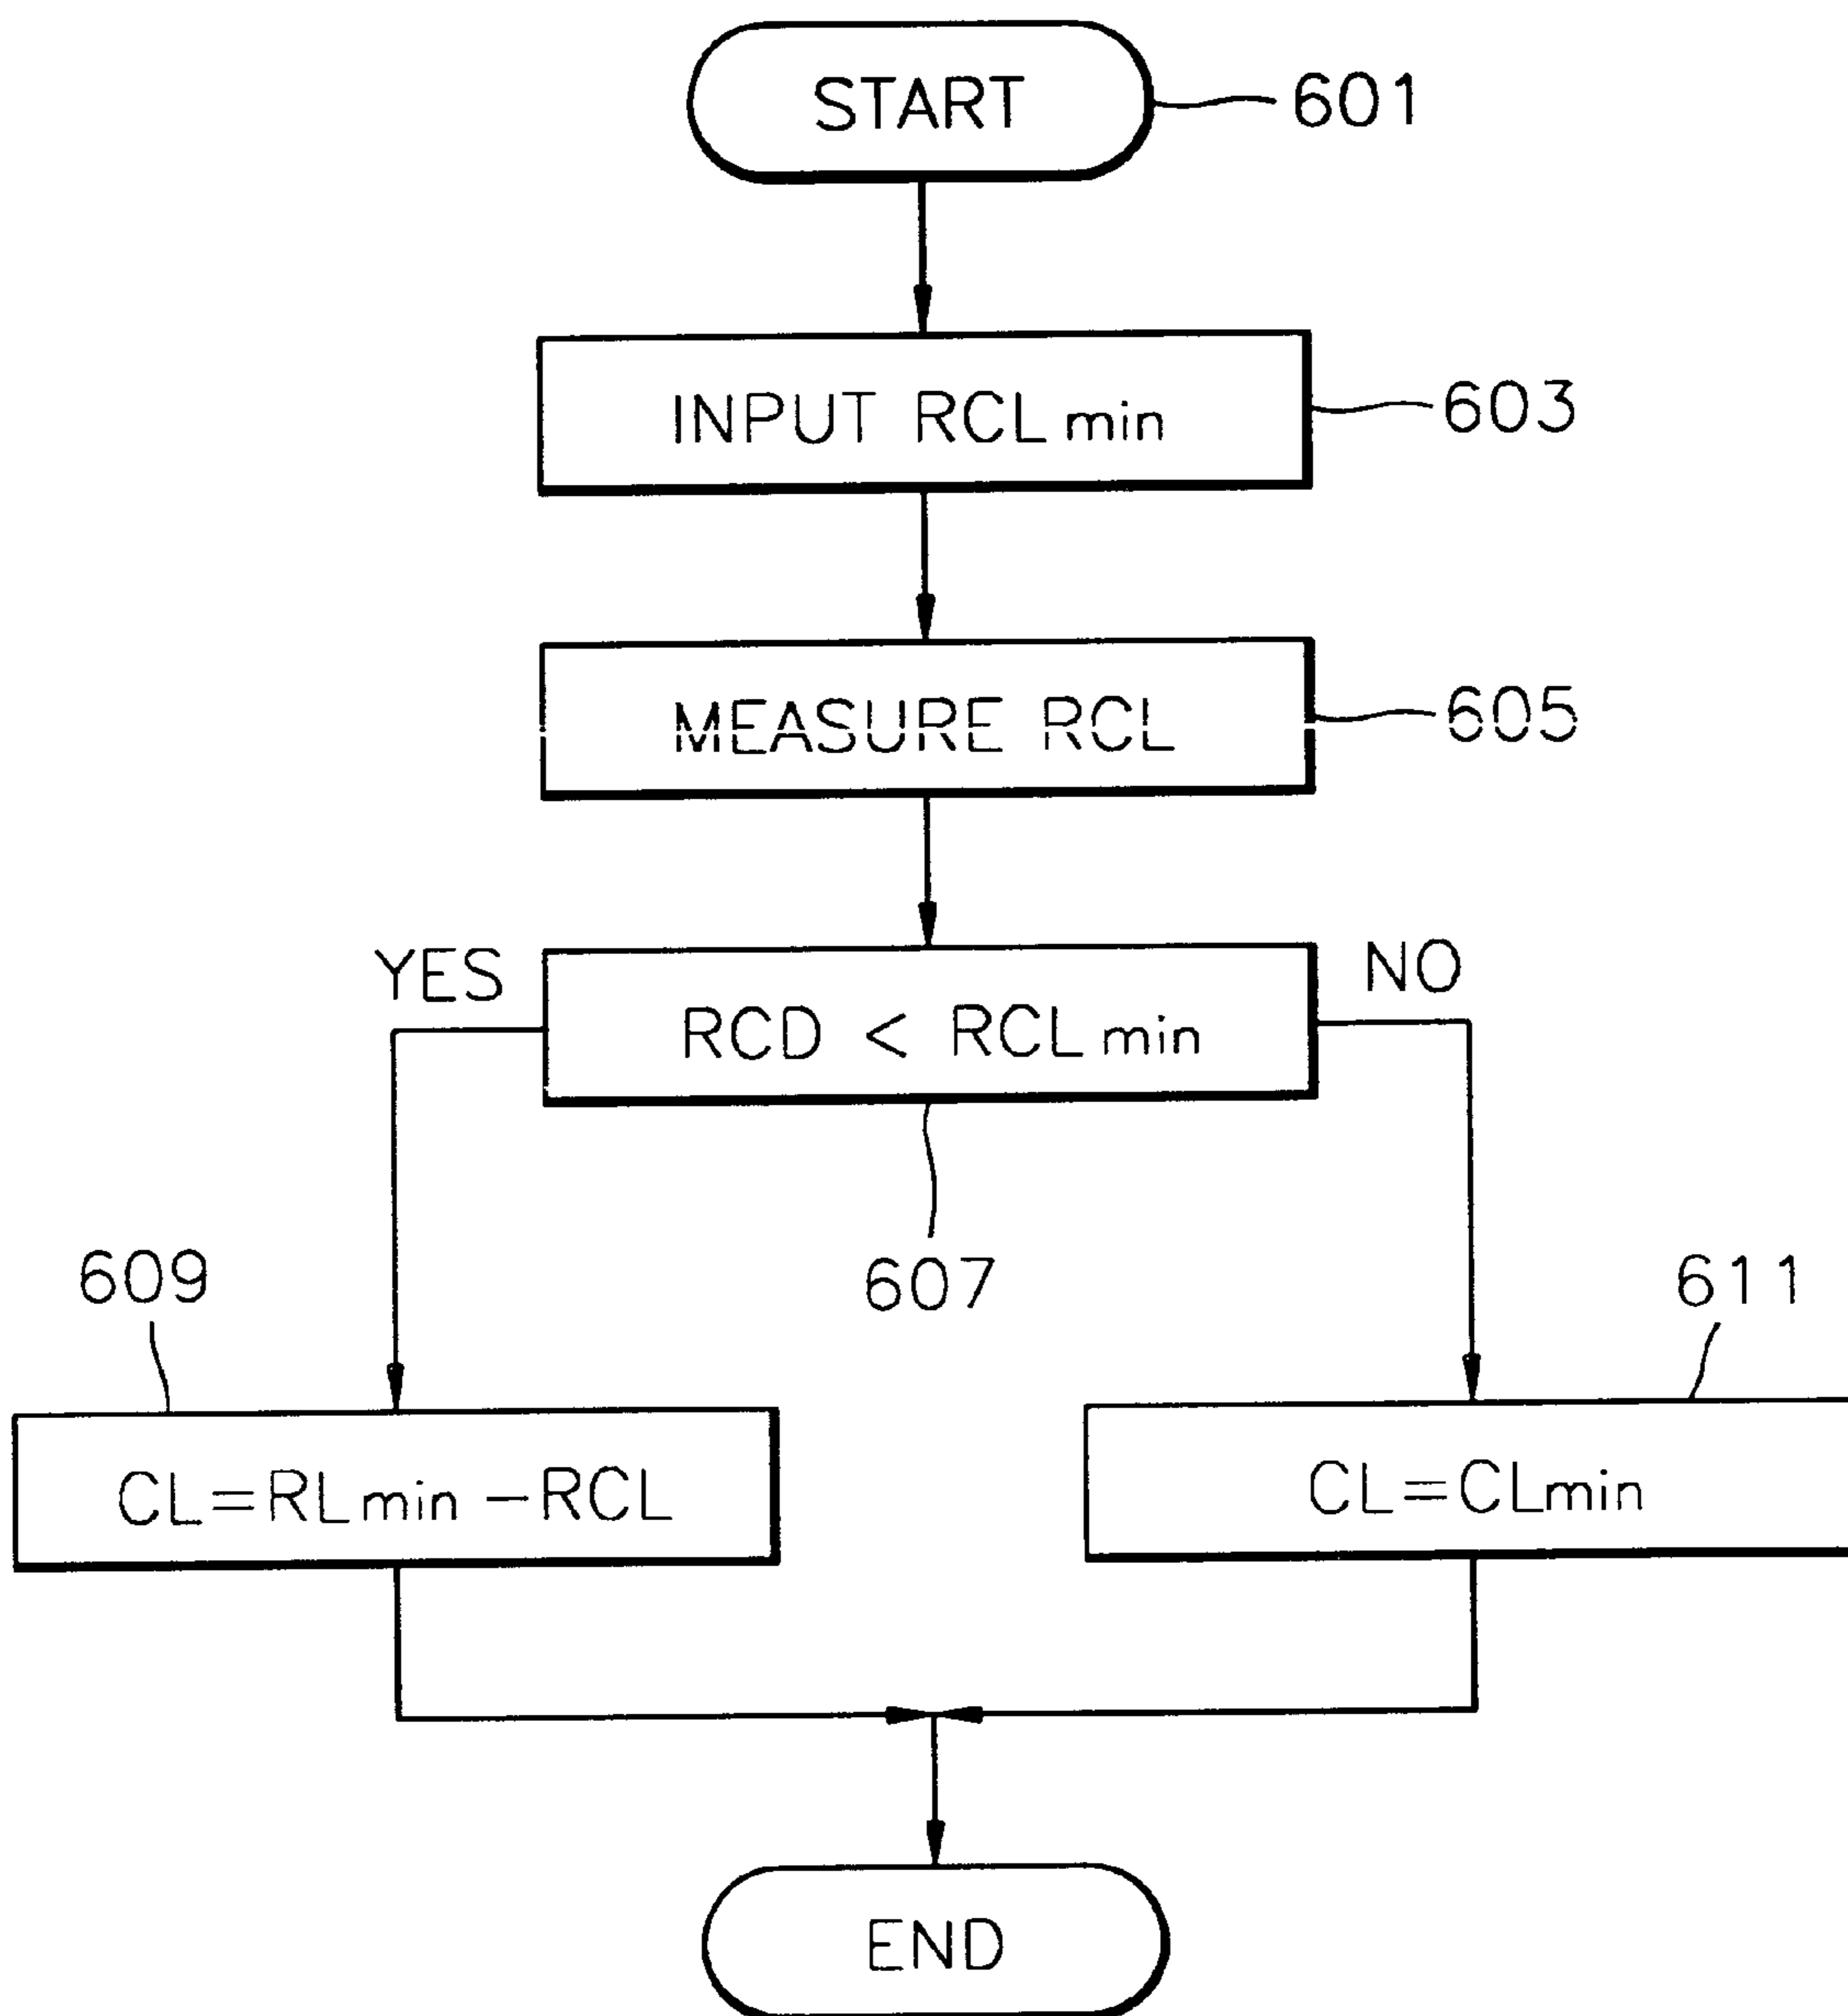 START
601
INPUT RCLmin
603
MEASURE RCL
605
YES
NO
RCD < RCLmin
609
607
611
CL=RLmin −RCL
CL=CLmin
END